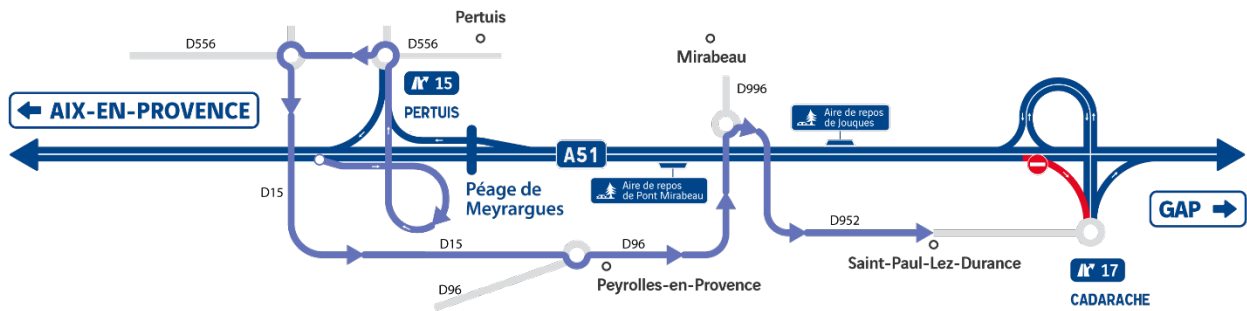 Pertuis
D556
D556
Mirabeau
15
PERTUIS
D996
AIX-EN-PROVENCE
Aire de repos
de Jouques
A51
D15
Péage de
Meyrargues
Aire de repos
de Pont Mirabeau
GAP
D952
D15
D96
Saint-Paul-Lez-Durance
17
Peyrolles-en-Provence
D96
CADARACHE